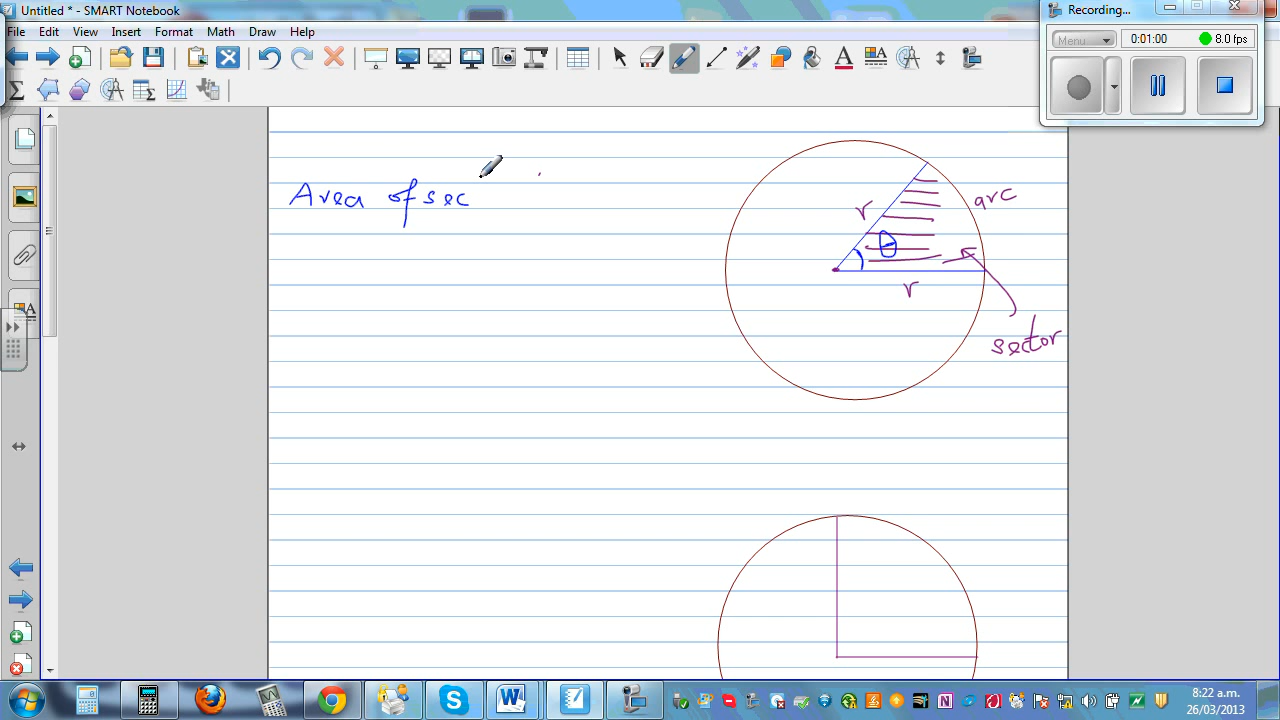 Untitled * - SMART Notebook
Recording...
File Edit View Insert Format Math Draw Help
Menu
0:01:00
8.0 fps
Area of sec
r
arc
θ
r
sector
8:22 a.m.
26/03/2013